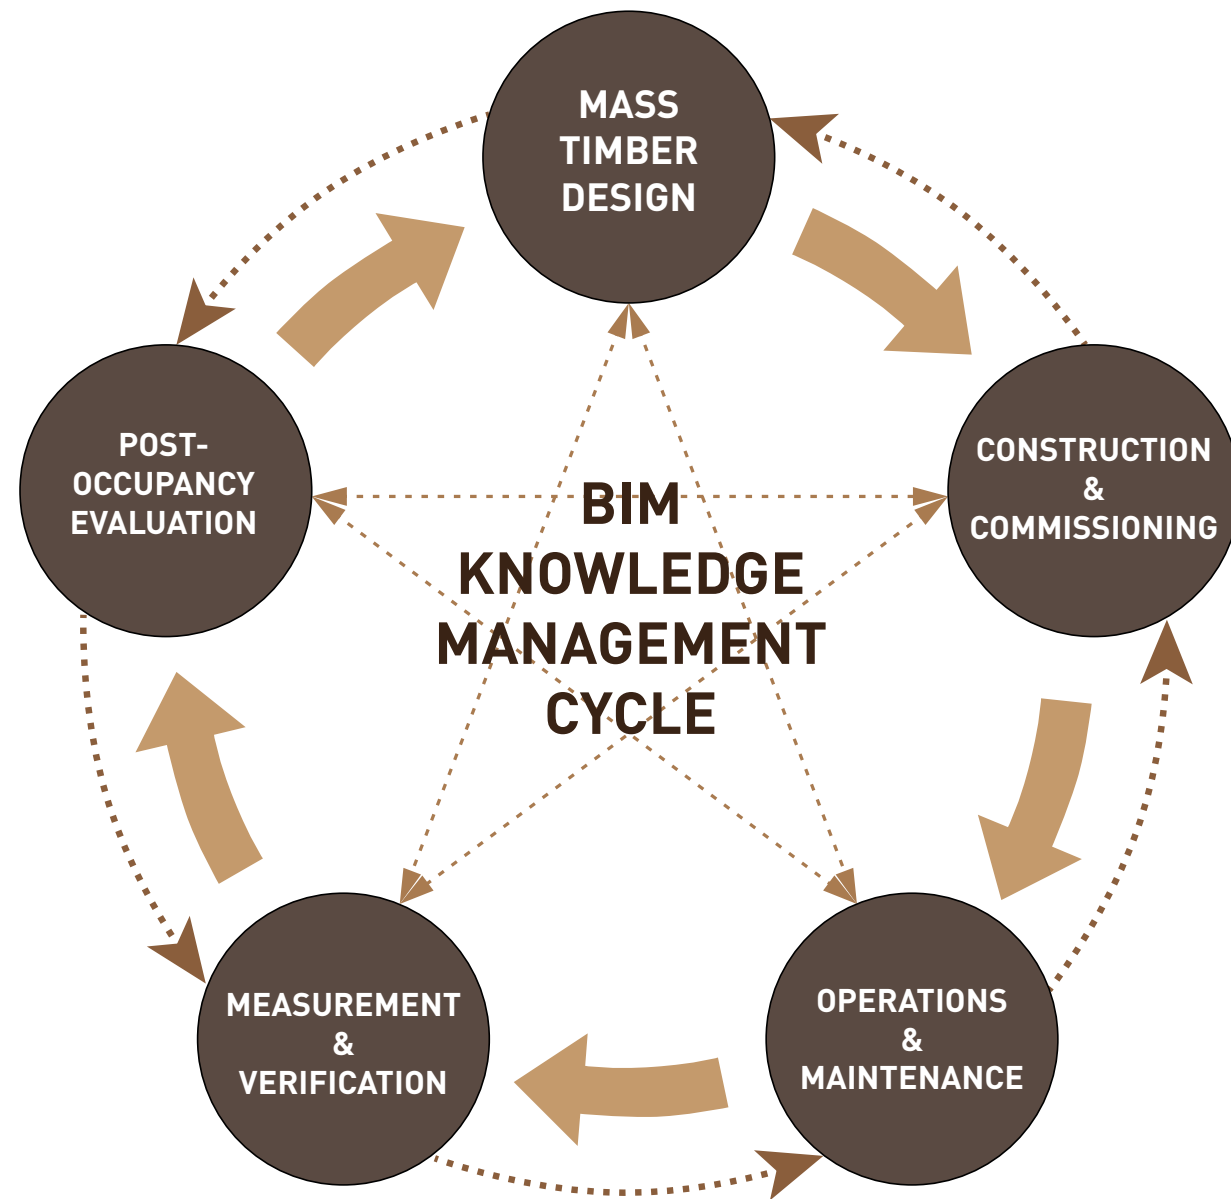 MASS
TIMBER
DESIGN
CONSTRUCTION
&
COMMISSIONING
OPERATIONS
&
MAINTENANCE
MEASUREMENT
&
VERIFICATION
POST-
OCCUPANCY
EVALUATION
BIM
KNOWLEDGE
MANAGEMENT
CYCLE